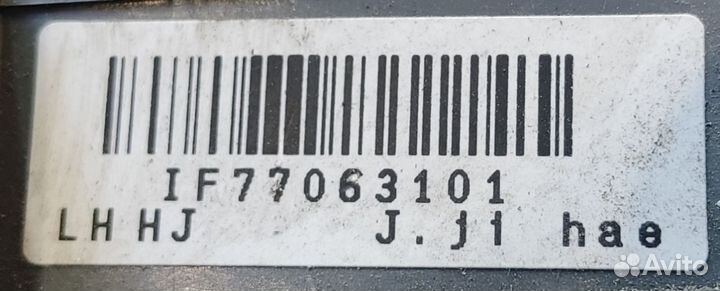 IF77063101
LH HJ J.ji hae
Avito